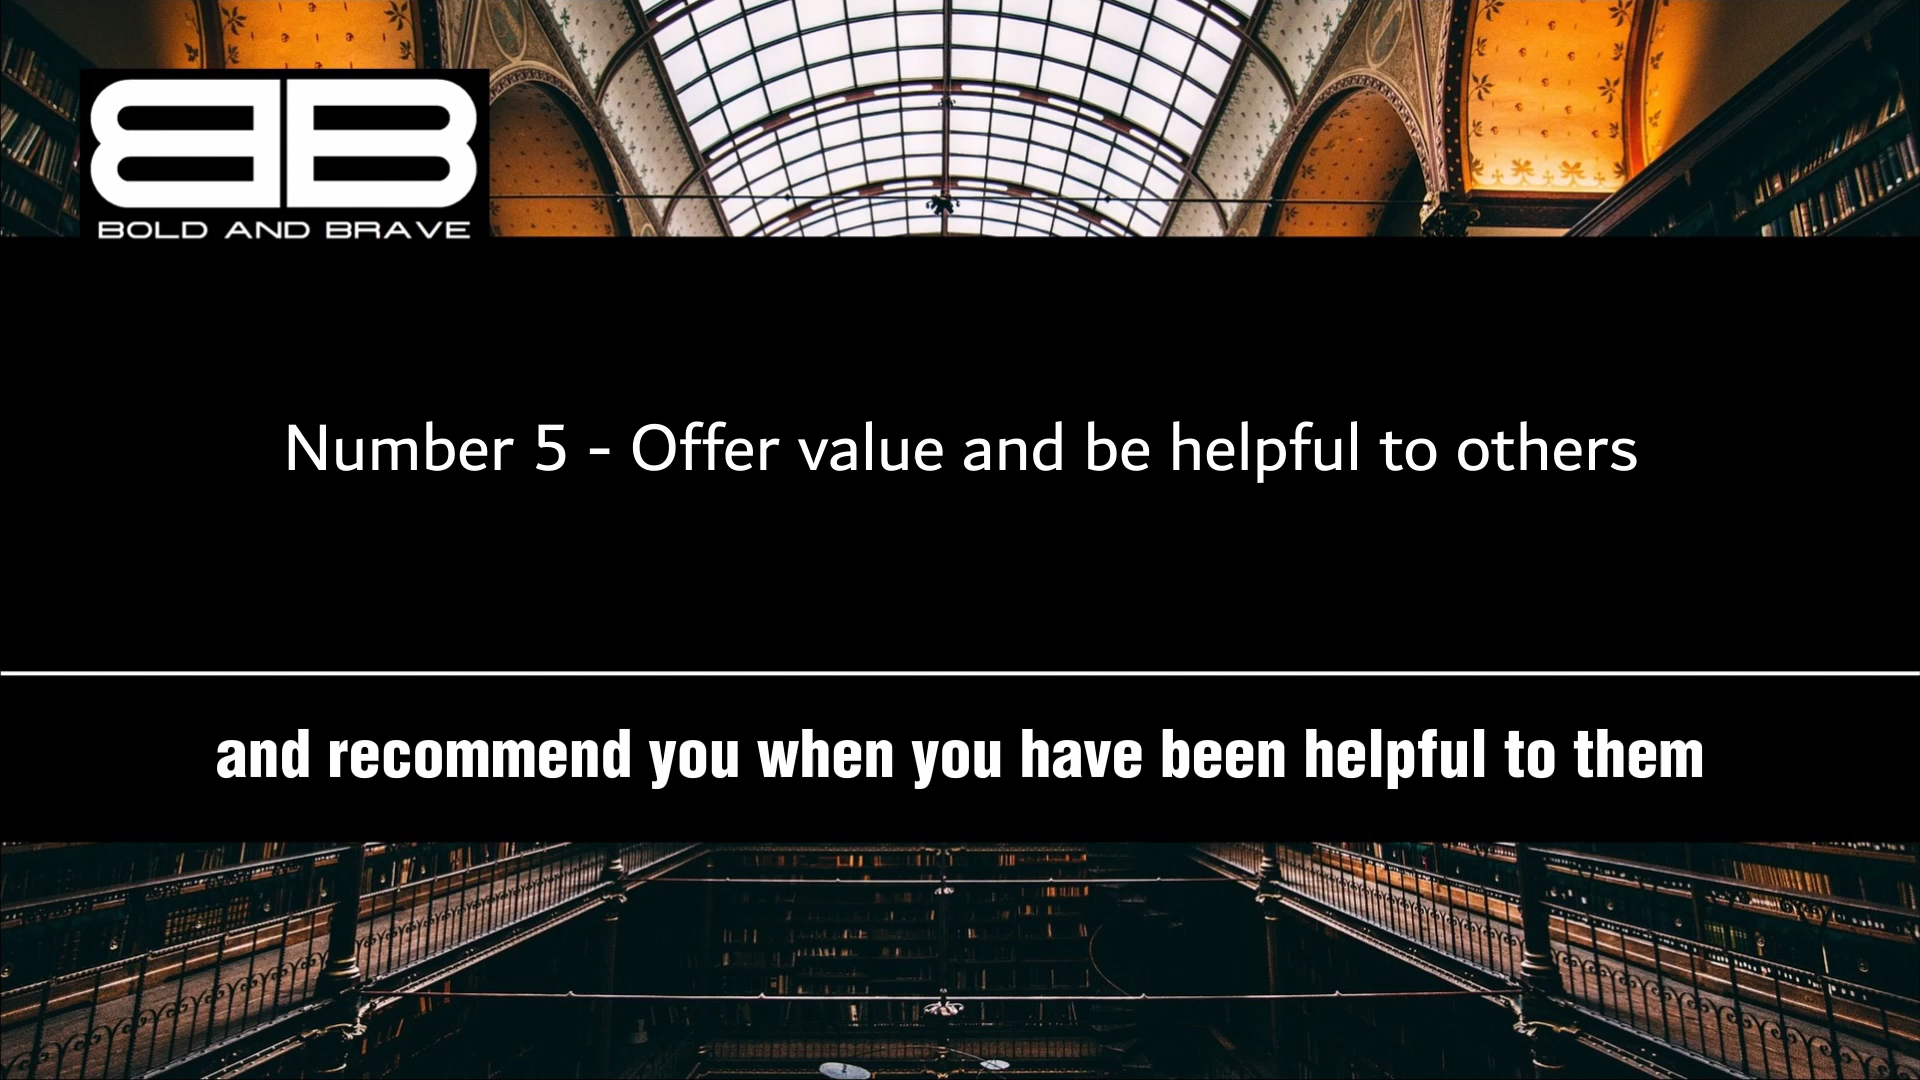 BB
BOLD AND BRAVE
Number 5 - Offer value and be helpful to others
and recommend you when you have been helpful to them